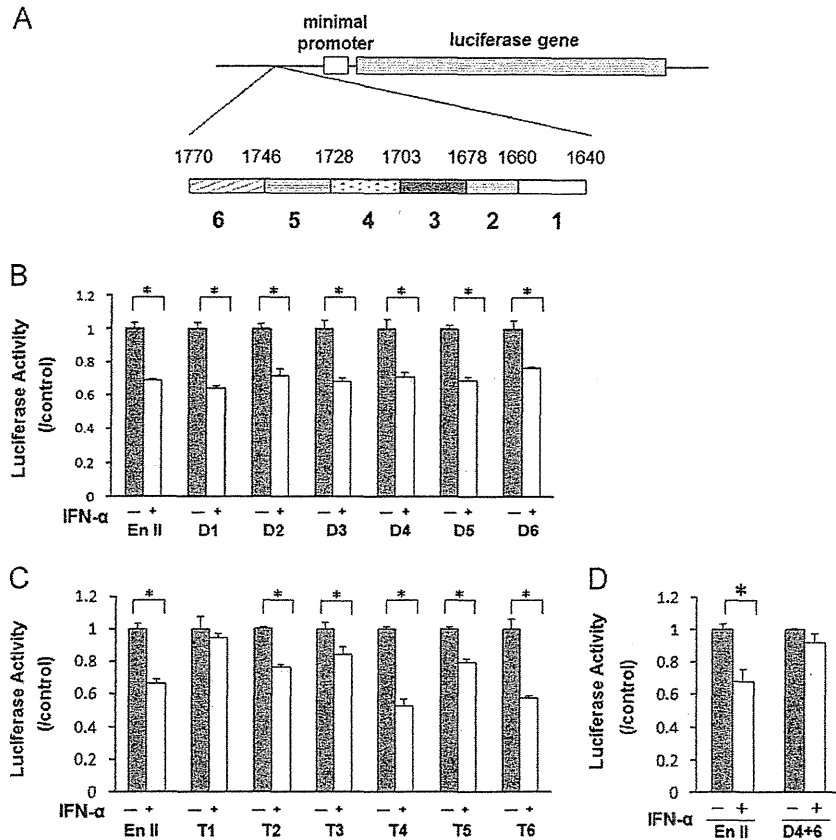 A
minimal
promoter
luciferase gene
1770 1746 1728 1703 1678 1660 1640
6 5 4 3 2 1
B
Luciferase Activity
(/control)
1.2
1
0.8
0.6
0.4
0.2
0
* * * * * * *
IFN-α
— + — + — + — + — + — + — +
En II D1 D2 D3 D4 D5 D6
C
Luciferase Activity
(/control)
1.2
1
0.8
0.6
0.4
0.2
0
* * * * * *
IFN-α
— + — + — + — + — + — + — +
En II T1 T2 T3 T4 T5 T6
D
Luciferase Activity
(/control)
1.2
1
0.8
0.6
0.4
0.2
0
*
IFN-α
— + — +
En II D4+6